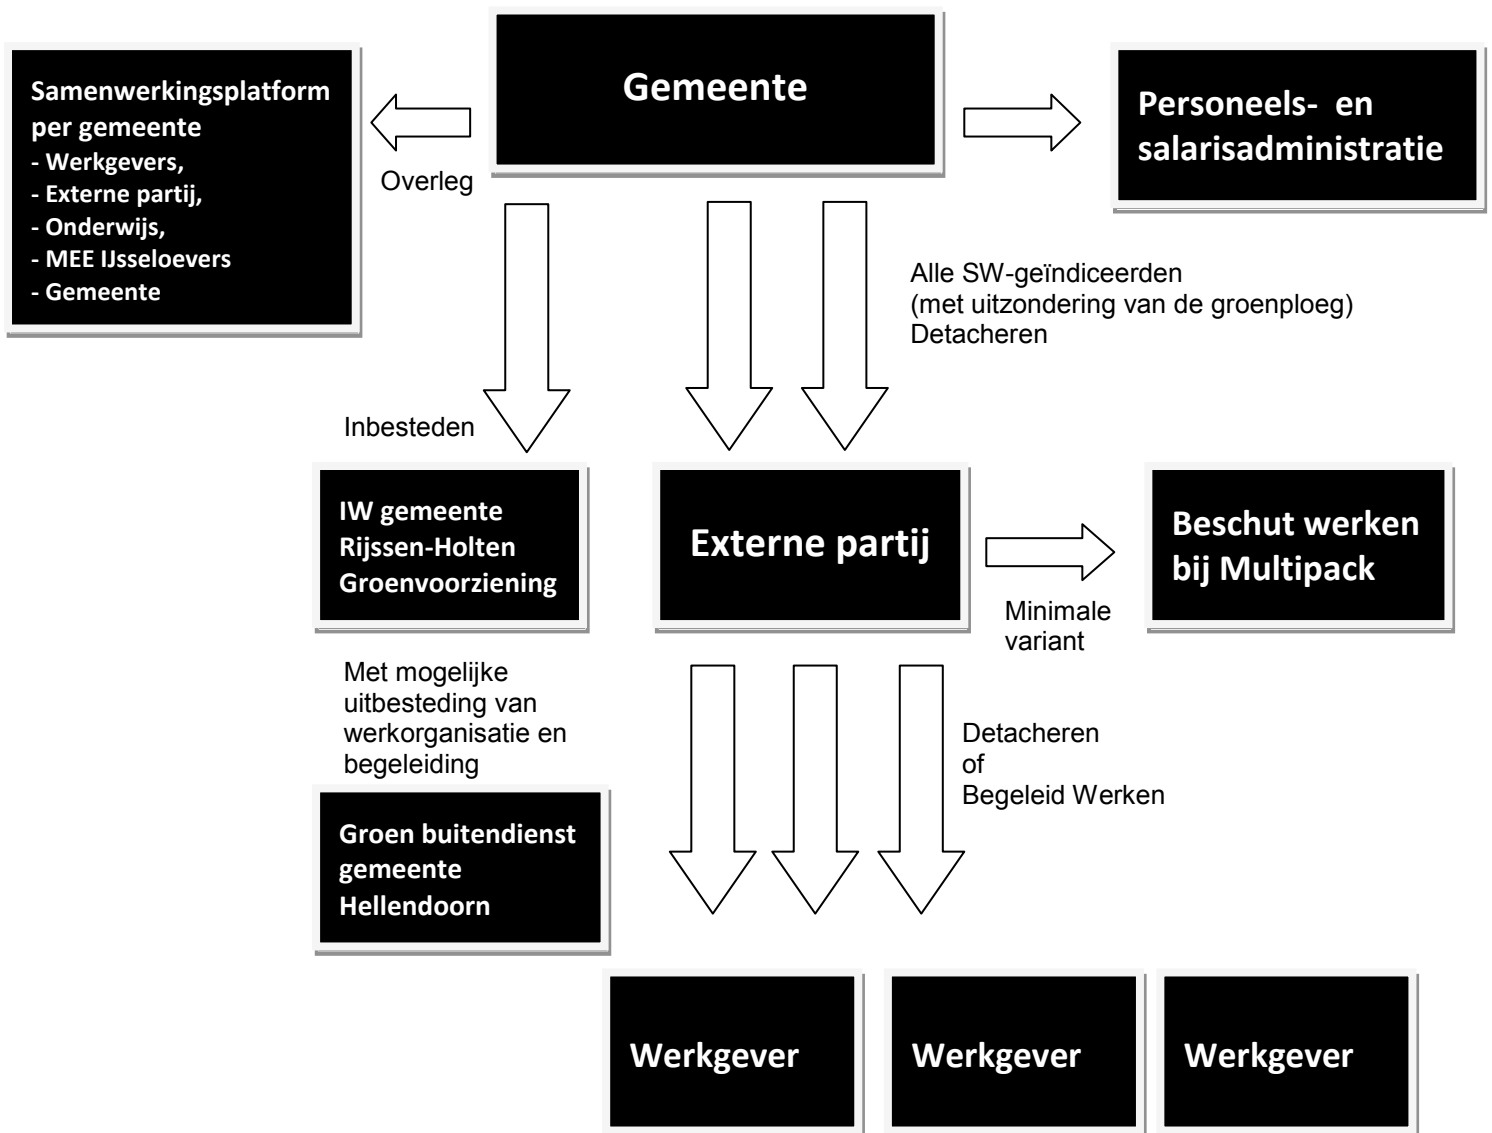 Gemeente
Samenwerkingsplatform
per gemeente
- Werkgevers,
- Externe partij,
- Onderwijs,
- MEE IJsseloevers
- Gemeente
Overleg
Personeels- en
salarisadministratie
Alle SW-geïndiceerden
(met uitzondering van de groenploeg)
Detacheren
Inbesteden
IW gemeente
Rijssen-Holten
Groenvoorziening
Externe partij
Minimale
variant
Beschut werken
bij Multipack
Met mogelijke
uitbesteding van
werkorganisatie en
begeleiding
Detacheren
of
Begeleid Werken
Groen buitendienst
gemeente
Hellendoorn
Werkgever
Werkgever
Werkgever